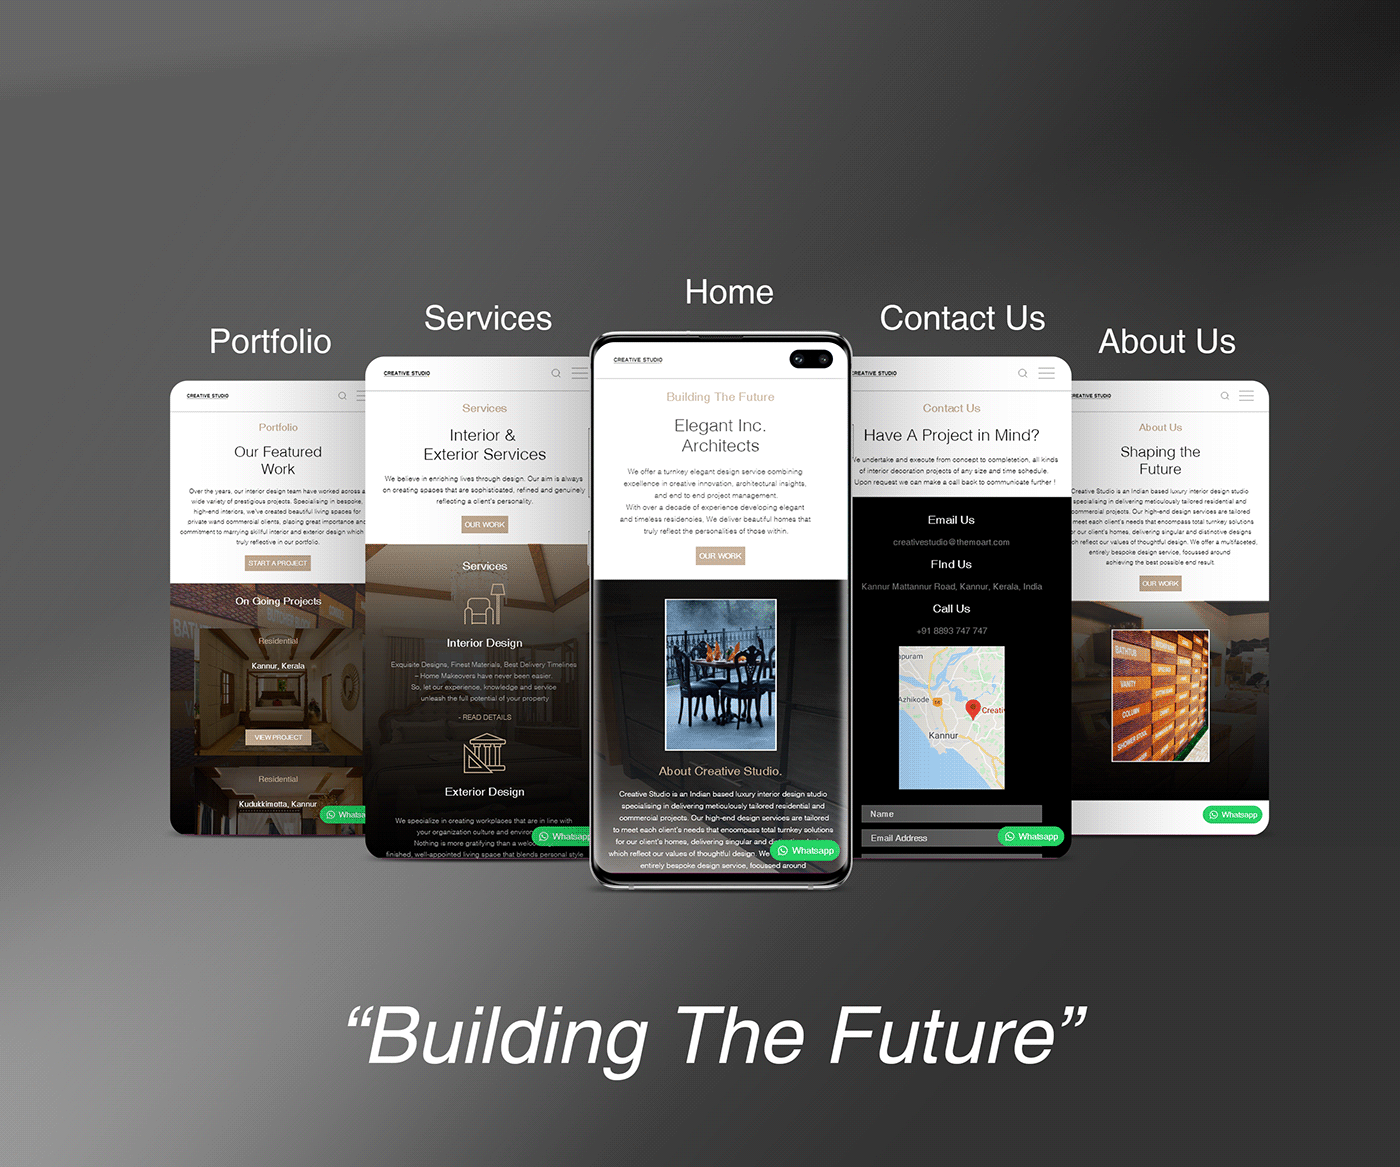 Home
Services
Contact Us
Portfolio
About Us
CREATIVE STUDIO
Portfolio
Our Featured
Work
Over the years, our interior design team have worked across a
wide variety of prestigious projects. Specialising in bespoke,
high-end interiors, we've created beautiful living spaces for
private wand commercial clients, placing great importance and
commitment to marrying skilful interior and exterior design which
truly reflective in our portfolio.
START A PROJECT
On Going Projects
Residential
Kannur, Kerala
VIEW PROJECT
Residential
Kudukkimotta, Kannur
Whatsa
CREATIVE STUDIO
Services
Interior &
Exterior Services
We believe in enriching lives through design. Our aim is always
on creating spaces that are sophisticated, refined and genuinely
reflecting a client's personality.
OUR WORK
Services
Interior Design
Exquisite Designs, Finest Materials, Best Delivery Timelines
– Home Makeovers have never been easier.
So, let our experience, knowledge and service
unleash the full potential of your property
- READ DETAILS
Exterior Design
We specialize in creating workplaces that are in line with
your organization culture and environ
Nothing is more gratifying than a welco
finished, well-appointed living space that blends personal style
Whatsapp
CREATIVE STUDIO
Building The Future
Elegant Inc.
Architects
We offer a turnkey elegant design service combining
excellence in creative innovation, architectural insights,
and end to end project management.
With over a decade of experience developing elegant
and timeless residencies, We deliver beautiful homes that
truly reflect the personalities of those within.
OUR WORK
About Creative Studio.
Creative Studio is an Indian based luxury interior design studio
specialising in delivering meticulously tailored residential and
commercial projects. Our high-end design services are tailored
to meet each client's needs that encompass total turnkey solutions
for our client's homes, delivering singular and d
which reflect our values of thoughtful design. We
entirely bespoke design service, focussed around
Whatsapp
CREATIVE STUDIO
Contact Us
Have A Project in Mind?
We undertake and execute from concept to completetion, all kinds
of interior decoration projects of any size and time schedule.
Upon request we can make a call back to communicate further !
Email Us
creativestudio@themoart.com
FInd Us
Kannur Mattannur Road, Kannur, Kerala, India
Call Us
+91 8893 747 747
apuram
Azhikode
Creati
Kannur
Name
Email Address
Whatsapp
CREATIVE STUDIO
About Us
Shaping the
Future
Creative Studio is an Indian based luxury interior design studio
specialising in delivering meticulously tailored residential and
commercial projects. Our high-end design services are tailored
to meet each client's needs that encompass total turnkey solutions
for our client's homes, delivering singular and distinctive designs
which reflect our values of thoughtful design. We offer a multifaceted,
entirely bespoke design service, focussed around
achieving the best possible end result
OUR WORK
BATHTUB
VANITY
COLUMN
SHOWER STOOL
Whatsapp
“Building The Future”